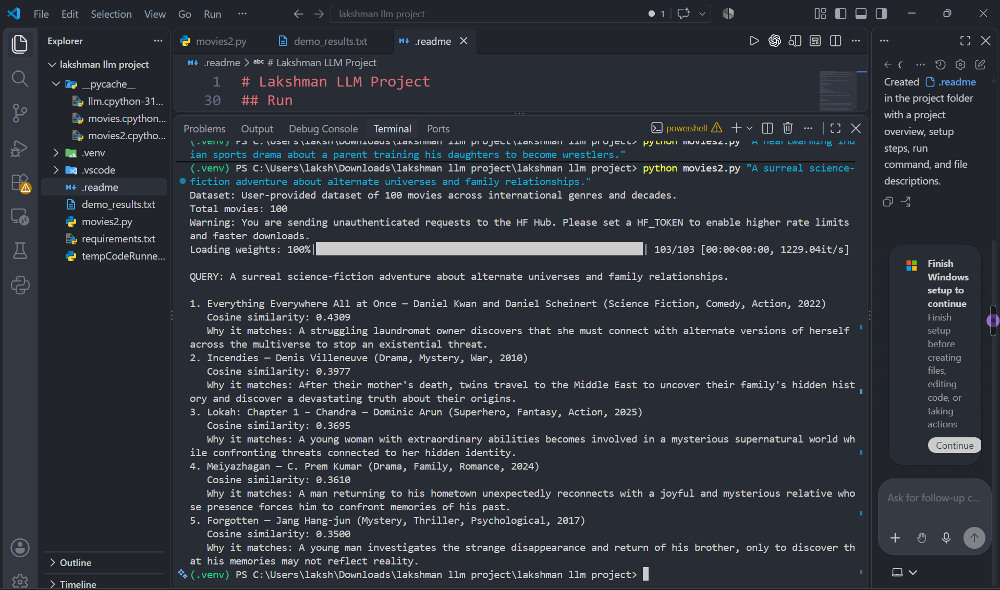 File Edit Selection View Go Run ···
lakshman llm project
1
Explorer ···
lakshman llm project
__pycache__
llm.cpython-31...
movies.cpython...
movies2.cpytho...
.venv
.vscode
.readme
demo_results.txt
movies2.py
requirements.txt
tempCodeRunne...
Outline
Timeline
movies2.py demo_results.txt .readme
.readme > abc # Lakshman LLM Project
1 # Lakshman LLM Project
30 ## Run
Problems Output Debug Console Terminal Ports powershell
(.venv) PS C:\Users\laksh\Downloads\lakshman llm project\lakshman llm project> python movies2.py "A heartwarming Ind
ian sports drama about a parent training his daughters to become wrestlers."
(.venv) PS C:\Users\laksh\Downloads\lakshman llm project\lakshman llm project> python movies2.py "A surreal science-
fiction adventure about alternate universes and family relationships."
Dataset: User-provided dataset of 100 movies across international genres and decades.
Total movies: 100
Warning: You are sending unauthenticated requests to the HF Hub. Please set a HF_TOKEN to enable higher rate limits
and faster downloads.
Loading weights: 100%| | 103/103 [00:00<00:00, 1229.04it/s]
QUERY: A surreal science-fiction adventure about alternate universes and family relationships.
1. Everything Everywhere All at Once — Daniel Kwan and Daniel Scheinert (Science Fiction, Comedy, Action, 2022)
Cosine similarity: 0.4309
Why it matches: A struggling laundromat owner discovers that she must connect with alternate versions of herself
across the multiverse to stop an existential threat.
2. Incendies — Denis Villeneuve (Drama, Mystery, War, 2010)
Cosine similarity: 0.3977
Why it matches: After their mother's death, twins travel to the Middle East to uncover their family's hidden hist
ory and discover a devastating truth about their origins.
3. Lokah: Chapter 1 – Chandra — Dominic Arun (Superhero, Fantasy, Action, 2025)
Cosine similarity: 0.3695
Why it matches: A young woman with extraordinary abilities becomes involved in a mysterious supernatural world wh
ile confronting threats connected to her hidden identity.
4. Meiyazhagan — C. Prem Kumar (Drama, Family, Romance, 2024)
Cosine similarity: 0.3610
Why it matches: A man returning to his hometown unexpectedly reconnects with a joyful and mysterious relative who
se presence forces him to confront memories of his past.
5. Forgotten — Jang Hang-jun (Mystery, Thriller, Psychological, 2017)
Cosine similarity: 0.3500
Why it matches: A young man investigates the strange disappearance and return of his brother, only to discover th
at his memories may not reflect reality.
(.venv) PS C:\Users\laksh\Downloads\lakshman llm project\lakshman llm project>
Created .readme
in the project folder
with a project
overview, setup
steps, run
command, and file
descriptions.
Finish
Windows
setup to
continue
Finish
setup
before
creating
files,
editing
code, or
taking
actions
Continue
Ask for follow-up c...